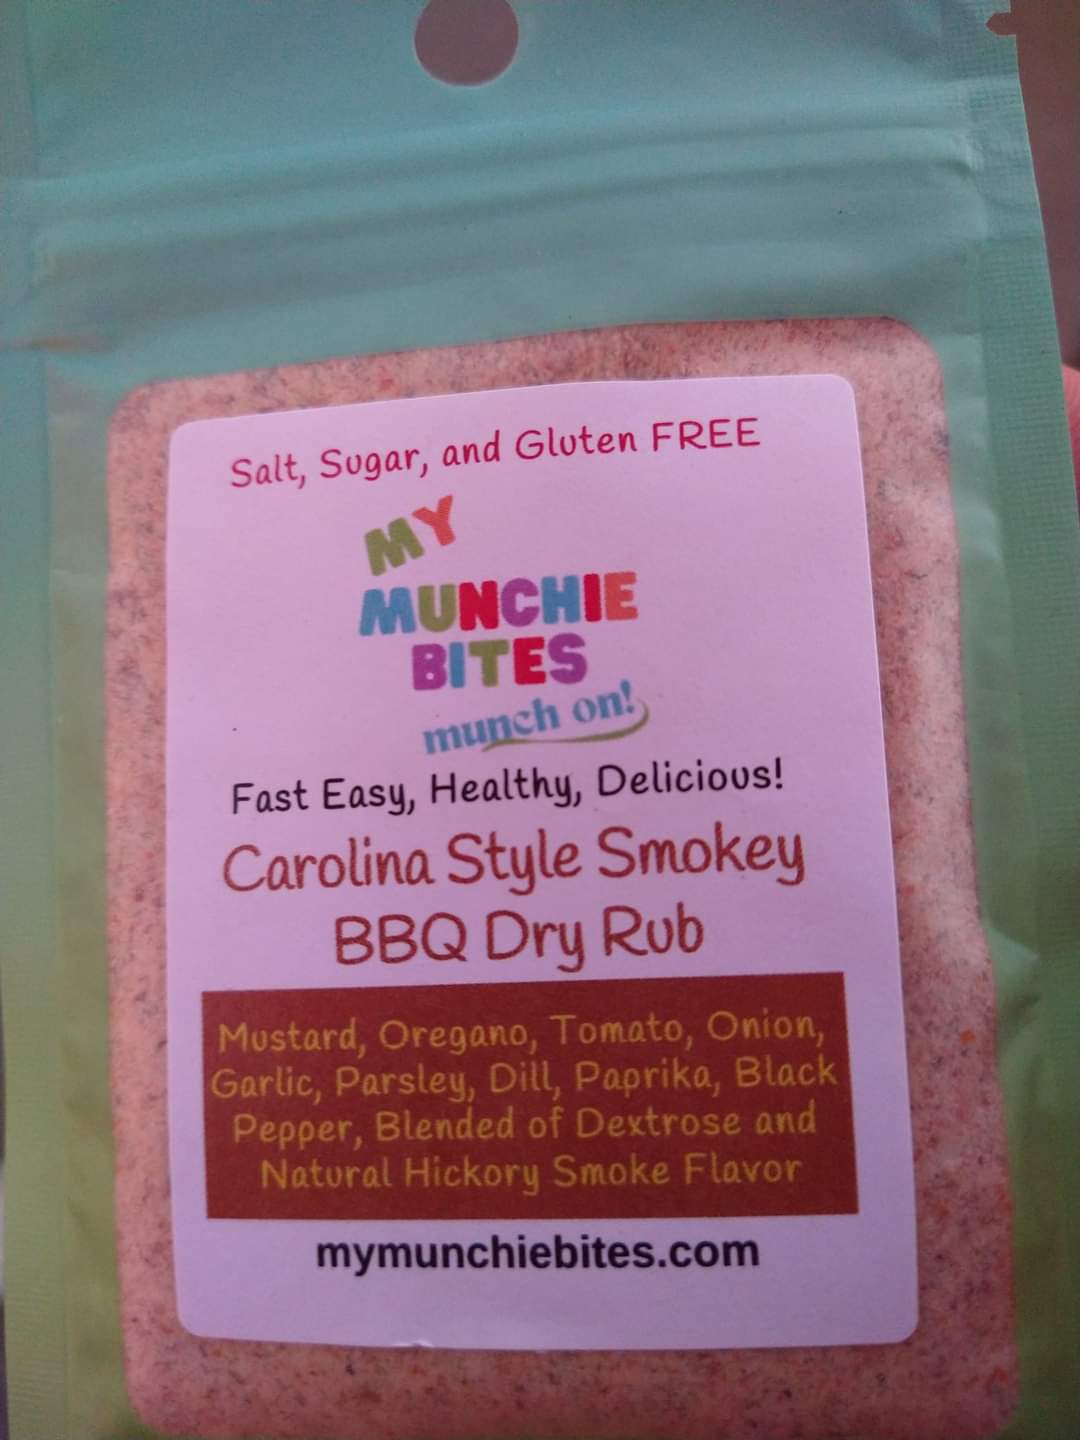 Salt, Sugar, and Gluten FREE
MY
MUNCHIE
BITES
munch on!
Fast Easy, Healthy, Delicious!
Carolina Style Smokey
BBQ Dry Rub
Mustard, Oregano, Tomato, Onion,
Garlic, Parsley, Dill, Paprika, Black
Pepper, Blended of Dextrose and
Natural Hickory Smoke Flavor
mymunchiebites.com